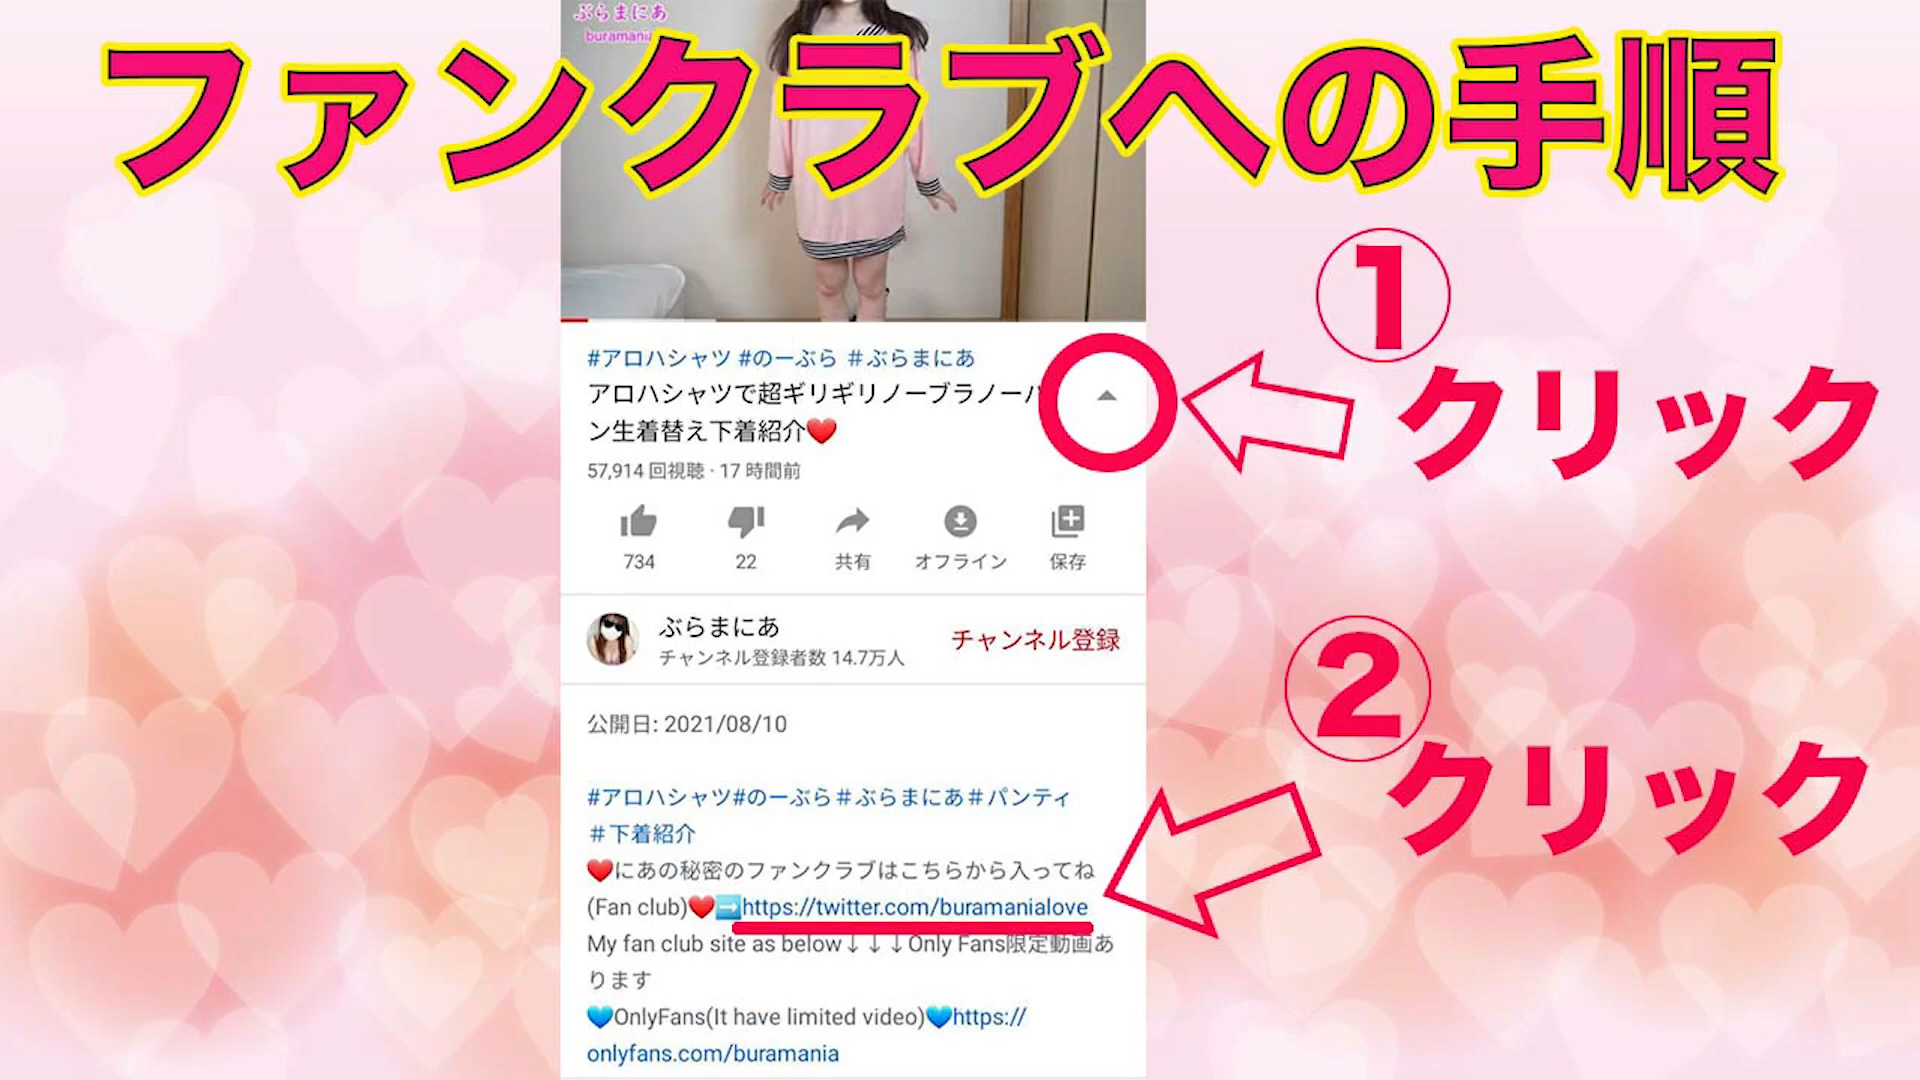 ぶらまにあ
buramania
ファンクラブへの手順
①
クリック
#アロハシャツ #のーぶら #ぶらまにあ
アロハシャツで超ギリギリノーブラノーパ
ン生着替え下着紹介❤️
57,914 回視聴 · 17 時間前
734
22
共有
オフライン
保存
ぶらまにあ
チャンネル登録者数 14.7万人
チャンネル登録
②
クリック
公開日: 2021/08/10
#アロハシャツ#のーぶら#ぶらまにあ#パンティ
#下着紹介
❤️にあの秘密のファンクラブはこちらから入ってね
(Fan club)❤️➡️https://twitter.com/buramanialove
My fan club site as below↓↓↓Only Fans限定動画あ
ります
💙OnlyFans(It have limited video)💙https://
onlyfans.com/buramania